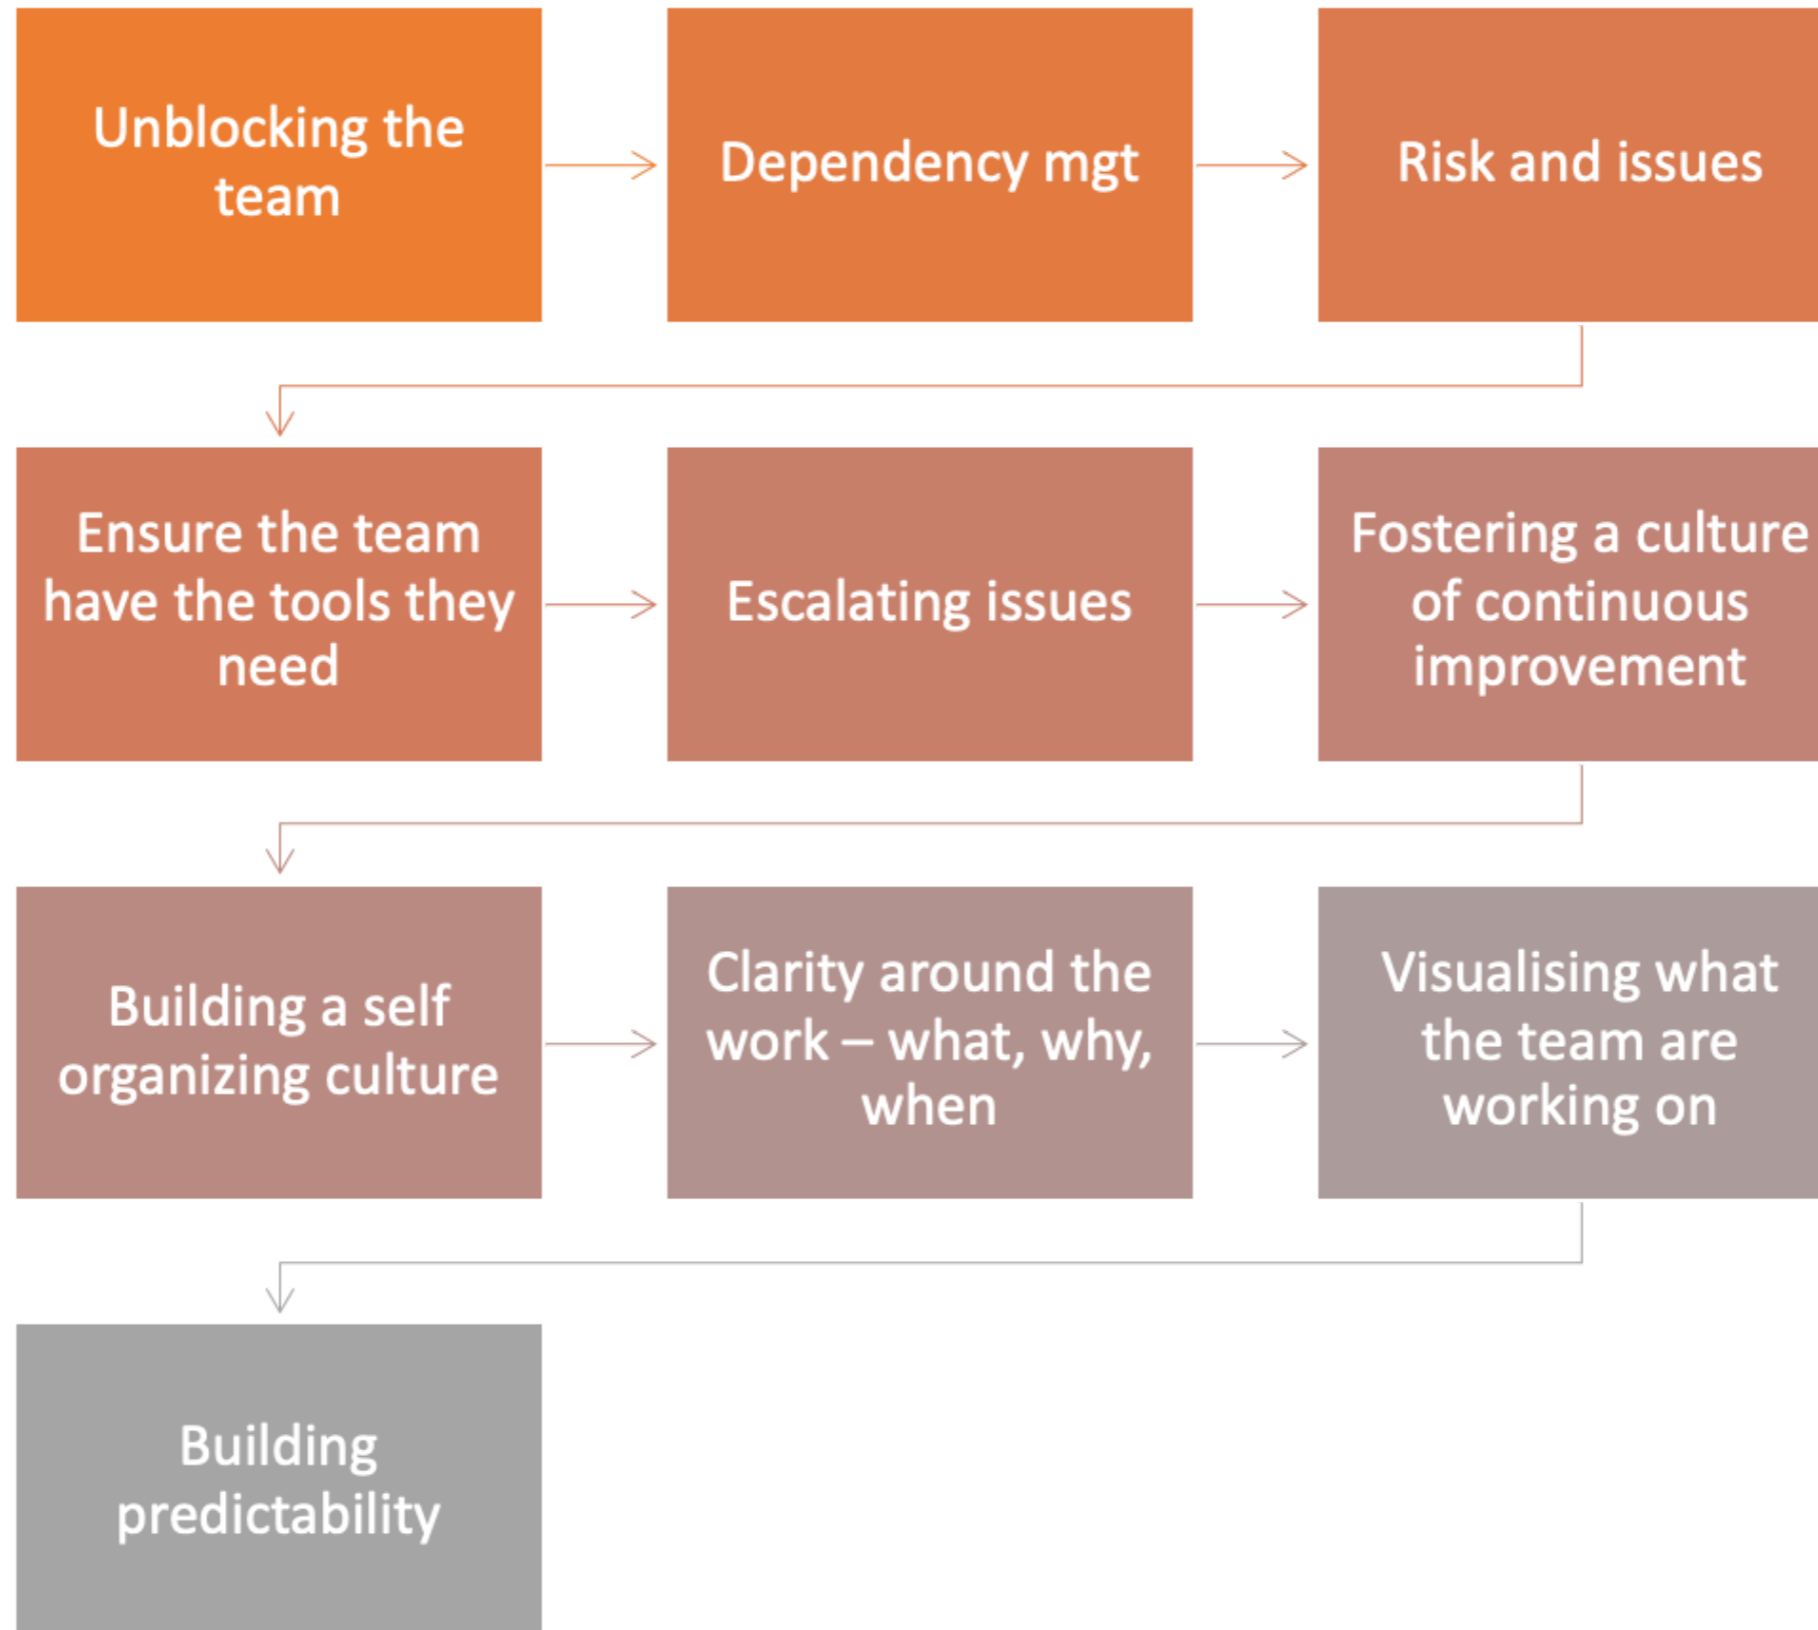 Unblocking the
team
Dependency mgt
Risk and issues
Ensure the team
have the tools they
need
Escalating issues
Fostering a culture
of continuous
improvement
Building a self
organizing culture
Clarity around the
work – what, why,
when
Visualising what
the team are
working on
Building
predictability